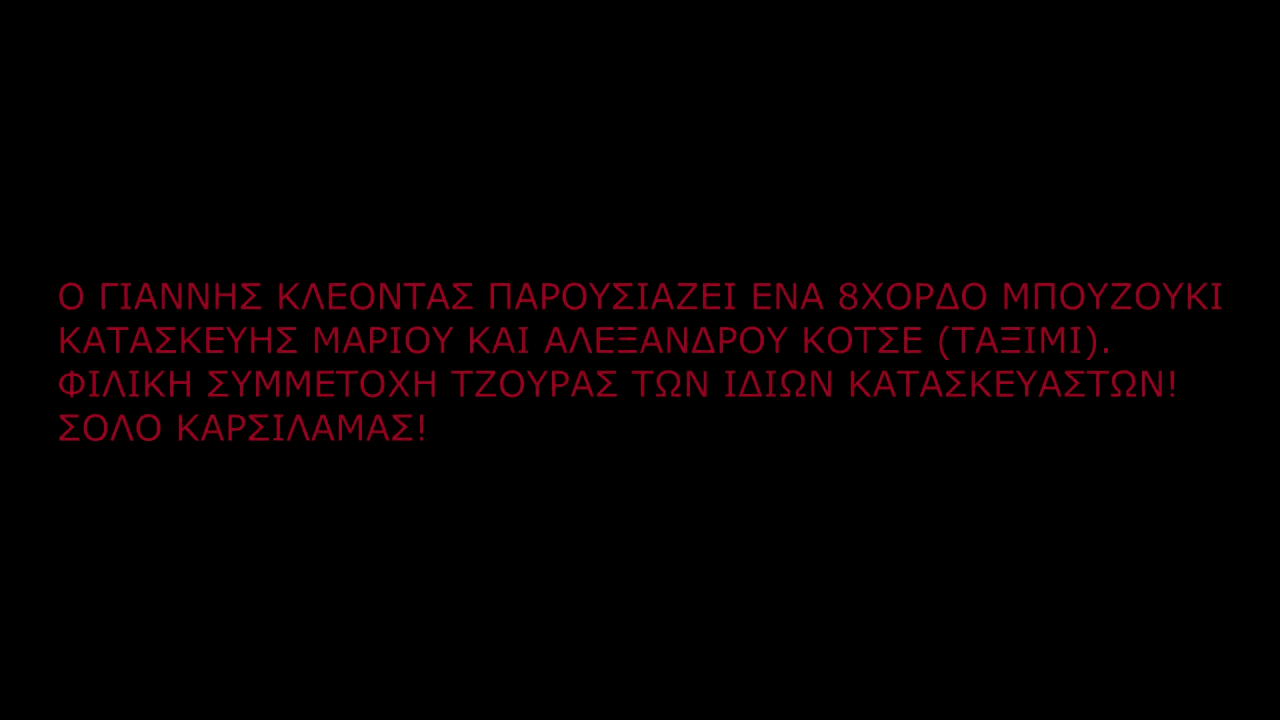 Ο ΓΙΑΝΝΗΣ ΚΛΕΟΝΤΑΣ ΠΑΡΟΥΣΙΑΖΕΙ ΕΝΑ 8ΧΟΡΔΟ ΜΠΟΥΖΟΥΚΙ
ΚΑΤΑΣΚΕΥΗΣ ΜΑΡΙΟΥ ΚΑΙ ΑΛΕΞΑΝΔΡΟΥ ΚΟΤΣΕ (ΤΑΞΙΜΙ).
ΦΙΛΙΚΗ ΣΥΜΜΕΤΟΧΗ ΤΖΟΥΡΑΣ ΤΩΝ ΙΔΙΩΝ ΚΑΤΑΣΚΕΥΑΣΤΩΝ!
ΣΟΛΟ ΚΑΡΣΙΛΑΜΑΣ!